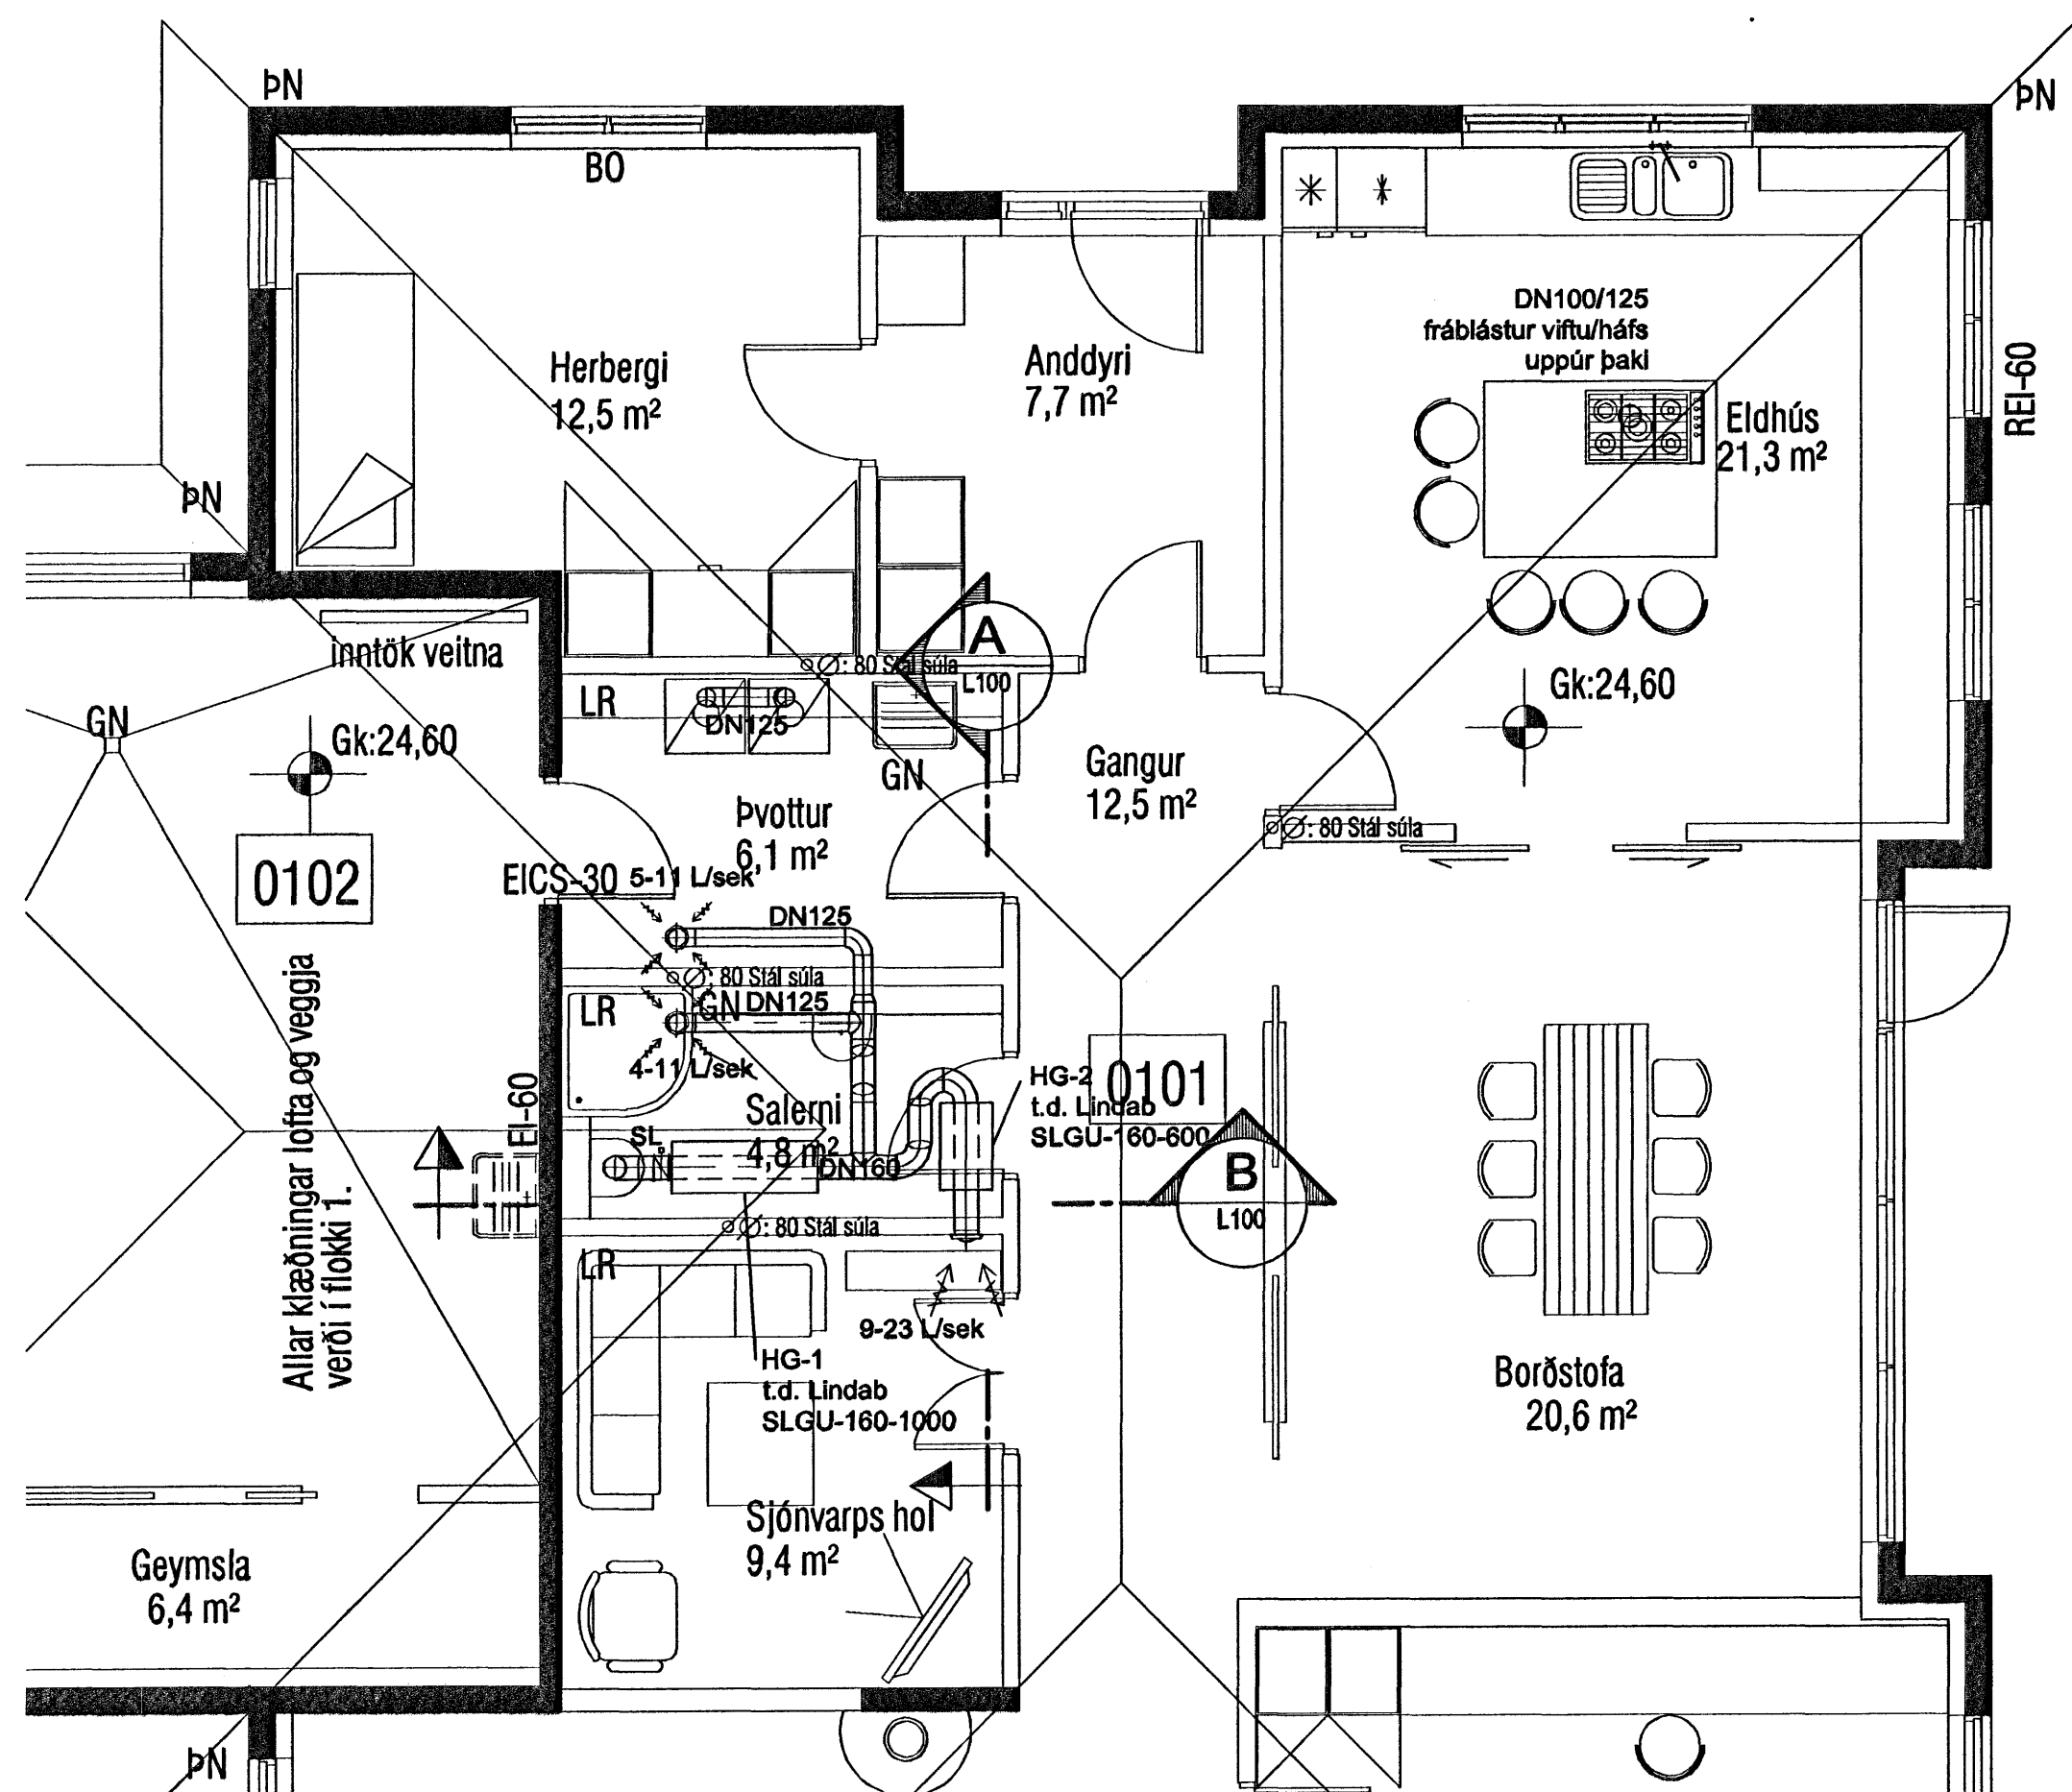 ÞN
ÞN
BO
DN100/125
fráblástur viftu/háfs
uppúr þaki
Herbergi
12,5 m²
Anddyri
7,7 m²
Eldhús
21,3 m²
REI-60
ÞN
inntök veitna
: 80 Stál súla
A
L100
LR
DN125
GN
Gk:24,60
GN
Gk:24,60
Gangur
12,5 m²
Þvottur
6,1 m²
: 80 Stál súla
0102
EICS-30
5-11 L/sek
DN125
: 80 Stál súla
LR
GN
DN125
4-11 L/sek
Allar klæðningar lofta og veggja
verði í flokki 1.
EI-60
HG-2
t.d. Lindab
SLGU-160-600
0101
Salerni
4,8 m²
SL
DN160
B
L100
: 80 Stál súla
LR
9-23 L/sek
HG-1
t.d. Lindab
SLGU-160-1000
Borðstofa
20,6 m²
Sjónvarps hol
9,4 m²
Geymsla
6,4 m²
ÞN